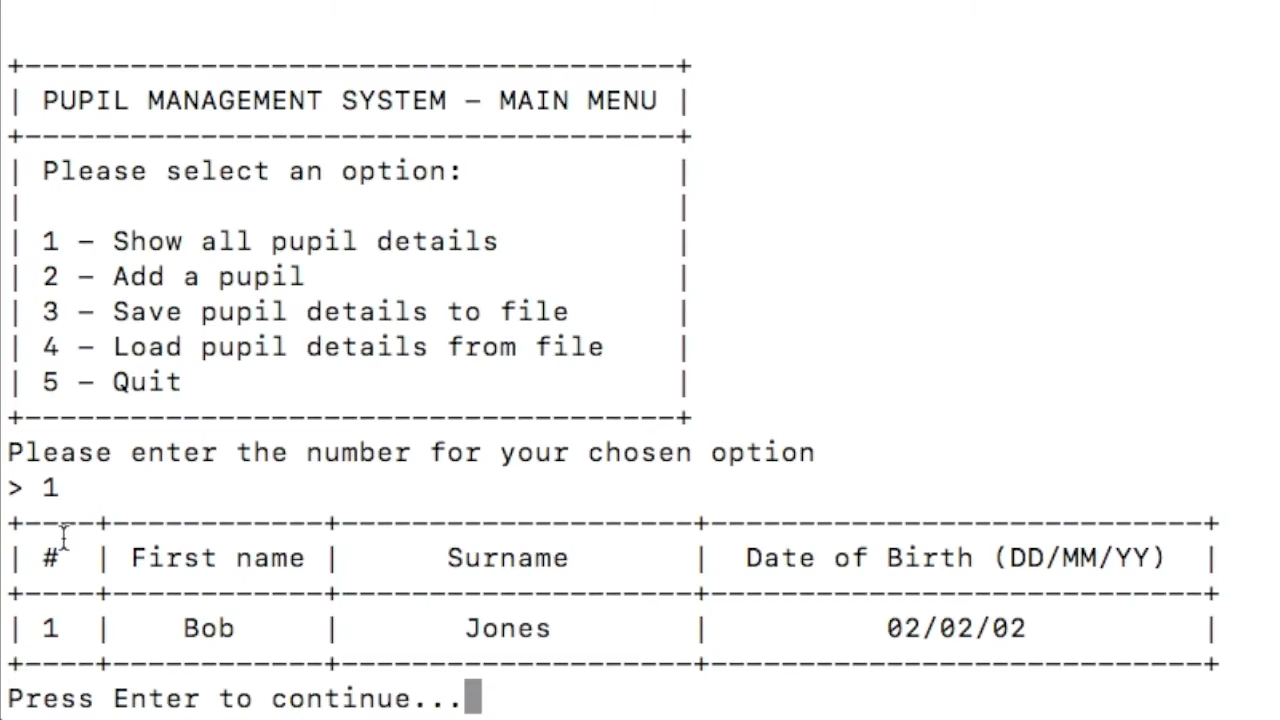 +-------------------------------------+
| PUPIL MANAGEMENT SYSTEM – MAIN MENU |
+-------------------------------------+
| Please select an option:            |
|                                     |
| 1 – Show all pupil details          |
| 2 – Add a pupil                     |
| 3 – Save pupil details to file      |
| 4 – Load pupil details from file    |
| 5 – Quit                            |
+-------------------------------------+
Please enter the number for your chosen option
> 1
+----+------------+--------------------+----------------------------+
| #  | First name |      Surname       |  Date of Birth (DD/MM/YY)  |
+----+------------+--------------------+----------------------------+
| 1  |    Bob     |       Jones        |          02/02/02          |
+----+------------+--------------------+----------------------------+
Press Enter to continue...